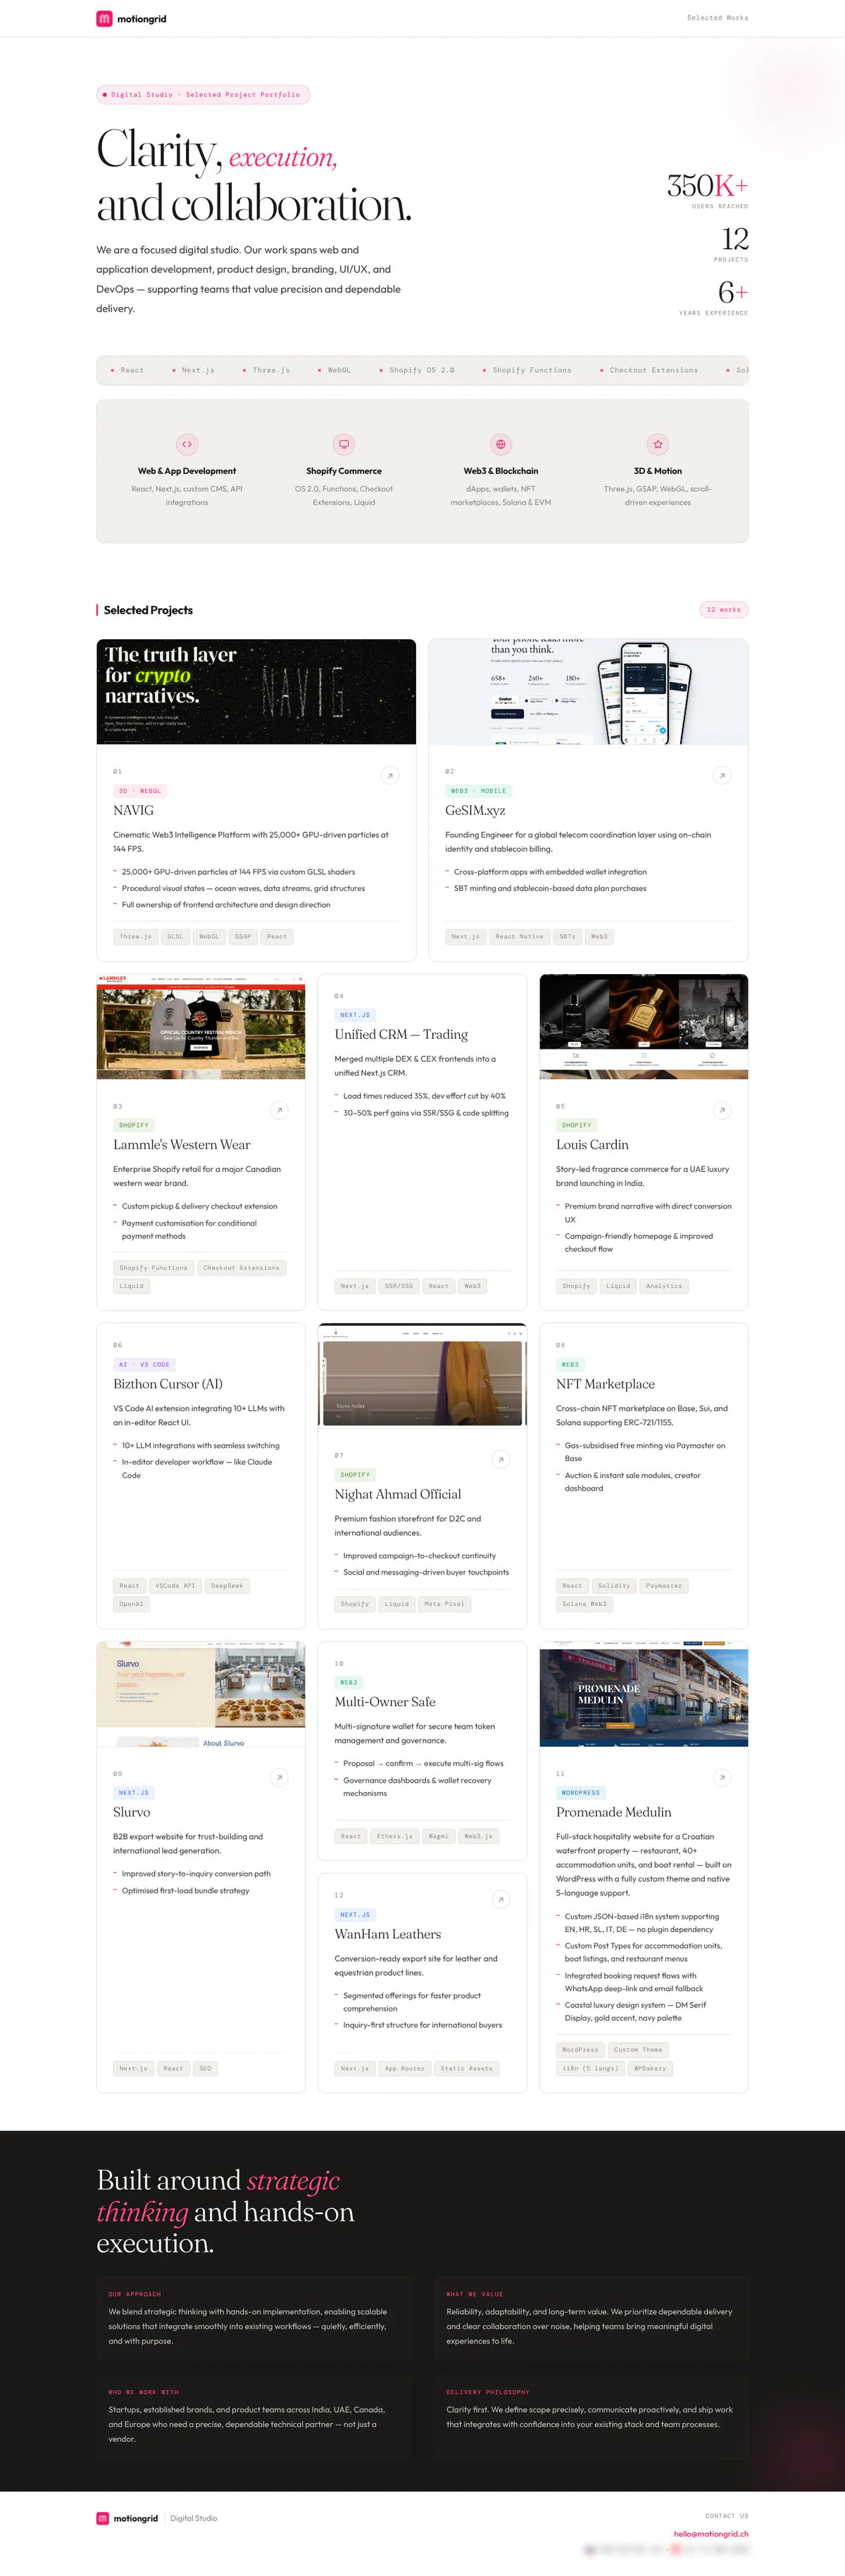 motiongrid
Selected Works
Digital Studio · Selected Project Portfolio
Clarity, execution,
and collaboration.
We are a focused digital studio. Our work spans web and
application development, product design, branding, UI/UX, and
DevOps — supporting teams that value precision and dependable
delivery.
350K+
USERS REACHED
12
PROJECTS
6+
YEARS EXPERIENCE
React
Next.js
Three.js
WebGL
Shopify OS 2.0
Shopify Functions
Checkout Extensions
Sol
Web & App Development
React, Next.js, custom CMS, API
integrations
Shopify Commerce
OS 2.0, Functions, Checkout
Extensions, Liquid
Web3 & Blockchain
dApps, wallets, NFT
marketplaces, Solana & EVM
3D & Motion
Three.js, GSAP, WebGL, scroll-
driven experiences
Selected Projects
12 works
The truth layer
for crypto
narratives.
NAVIG
01
3D · WEBGL
NAVIG
Cinematic Web3 Intelligence Platform with 25,000+ GPU-driven particles at
144 FPS.
– 25,000+ GPU-driven particles at 144 FPS via custom GLSL shaders
– Procedural visual states — ocean waves, data streams, grid structures
– Full ownership of frontend architecture and design direction
Three.js
GLSL
WebGL
GSAP
React
Your phone leaks more
than you think.
658+
240+
180+
02
WEB3 · MOBILE
GeSIM.xyz
Founding Engineer for a global telecom coordination layer using on-chain
identity and stablecoin billing.
– Cross-platform apps with embedded wallet integration
– SBT minting and stablecoin-based data plan purchases
Next.js
React Native
SBTs
Web3
LAMMLES
OFFICIAL COUNTRY FESTIVAL MERCH
03
SHOPIFY
Lammle's Western Wear
Enterprise Shopify retail for a major Canadian
western wear brand.
– Custom pickup & delivery checkout extension
– Payment customisation for conditional
payment methods
Shopify Functions
Checkout Extensions
Liquid
04
NEXT.JS
Unified CRM — Trading
Merged multiple DEX & CEX frontends into a
unified Next.js CRM.
– Load times reduced 35%, dev effort cut by 40%
– 30–50% perf gains via SSR/SSG & code splitting
Next.js
SSR/SSG
React
Web3
05
SHOPIFY
Louis Cardin
Story-led fragrance commerce for a UAE luxury
brand launching in India.
– Premium brand narrative with direct conversion
UX
– Campaign-friendly homepage & improved
checkout flow
Shopify
Liquid
Analytics
06
AI · VS CODE
Bizthon Cursor (AI)
VS Code AI extension integrating 10+ LLMs with
an in-editor React UI.
– 10+ LLM integrations with seamless switching
– In-editor developer workflow — like Claude
Code
React
VSCode API
DeepSeek
OpenAI
07
SHOPIFY
Nighat Ahmad Official
Premium fashion storefront for D2C and
international audiences.
– Improved campaign-to-checkout continuity
– Social and messaging-driven buyer touchpoints
Shopify
Liquid
Meta Pixel
08
WEB3
NFT Marketplace
Cross-chain NFT marketplace on Base, Sui, and
Solana supporting ERC-721/1155.
– Gas-subsidised free minting via Paymaster on
Base
– Auction & instant sale modules, creator
dashboard
React
Solidity
Paymaster
Solana Web3
Slurvo
Your pet's happiness, our
passion
About Slurvo
09
NEXT.JS
Slurvo
B2B export website for trust-building and
international lead generation.
– Improved story-to-inquiry conversion path
– Optimised first-load bundle strategy
Next.js
React
SEO
10
WEB3
Multi-Owner Safe
Multi-signature wallet for secure team token
management and governance.
– Proposal → confirm → execute multi-sig flows
– Governance dashboards & wallet recovery
mechanisms
React
Ethers.js
Wagmi
Web3.js
PROMENADE
MEDULIN
11
WORDPRESS
Promenade Medulin
Full-stack hospitality website for a Croatian
waterfront property — restaurant, 40+
accommodation units, and boat rental — built on
WordPress with a fully custom theme and native
5-language support.
– Custom JSON-based i18n system supporting
EN, HR, SL, IT, DE — no plugin dependency
– Custom Post Types for accommodation units,
boat listings, and restaurant menus
– Integrated booking request flows with
WhatsApp deep-link and email fallback
– Coastal luxury design system — DM Serif
Display, gold accent, navy palette
WordPress
Custom Theme
i18n (5 langs)
WPBakery
12
NEXT.JS
WanHam Leathers
Conversion-ready export site for leather and
equestrian product lines.
– Segmented offerings for faster product
comprehension
– Inquiry-first structure for international buyers
Next.js
App Router
Static Assets
Built around strategic
thinking and hands-on
execution.
OUR APPROACH
We blend strategic thinking with hands-on implementation, enabling scalable
solutions that integrate smoothly into existing workflows — quietly, efficiently,
and with purpose.
WHAT WE VALUE
Reliability, adaptability, and long-term value. We prioritize dependable delivery
and clear collaboration over noise, helping teams bring meaningful digital
experiences to life.
WHO WE WORK WITH
Startups, established brands, and product teams across India, UAE, Canada,
and Europe who need a precise, dependable technical partner — not just a
vendor.
DELIVERY PHILOSOPHY
Clarity first. We define scope precisely, communicate proactively, and ship work
that integrates with confidence into your existing stack and team processes.
motiongrid
Digital Studio
CONTACT US
hello@motiongrid.ch